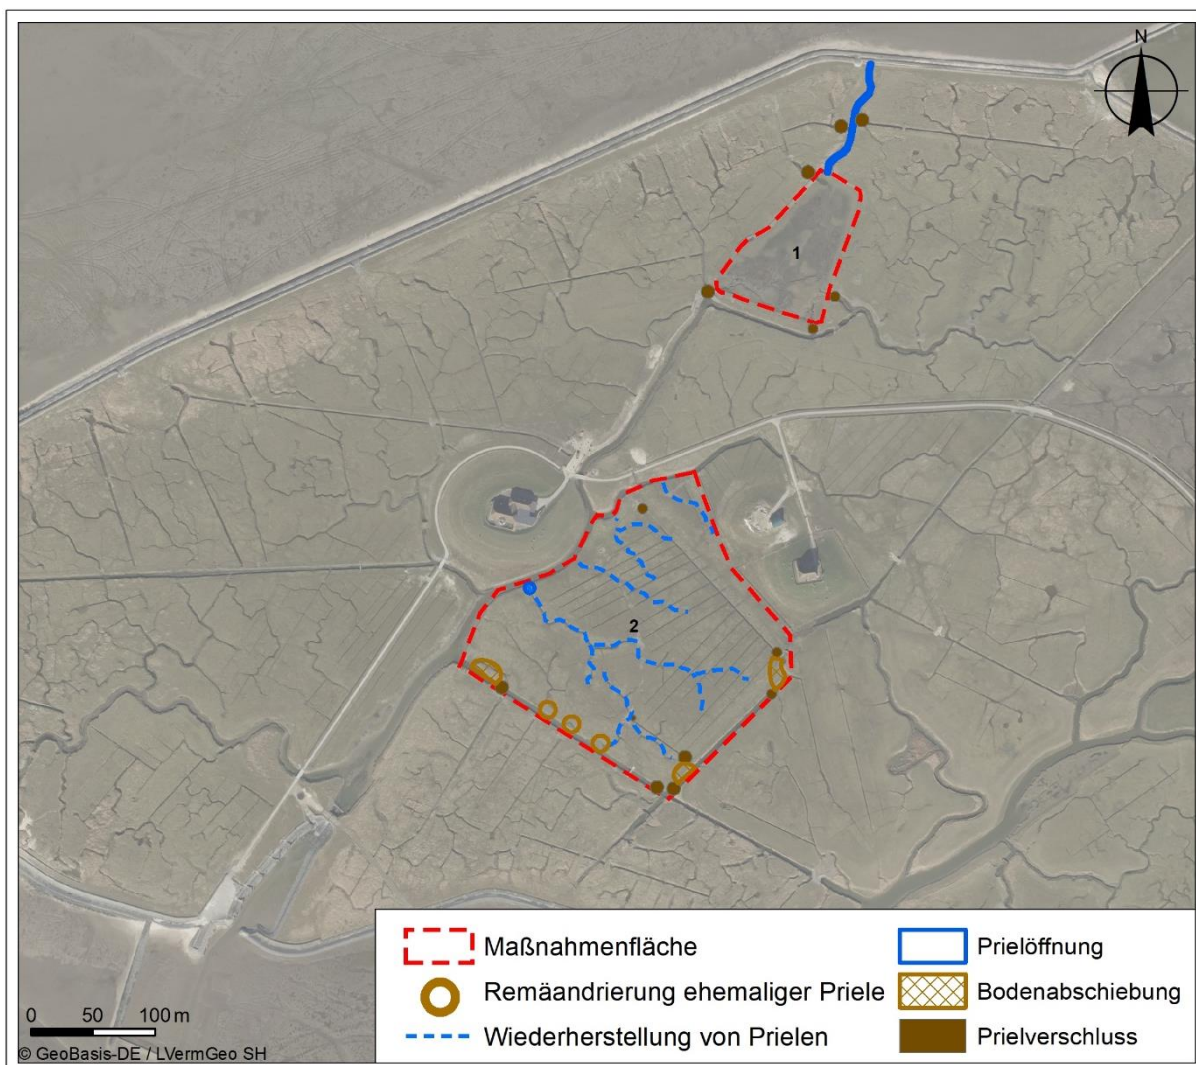 N
1
2
Maßnahmenfläche
Prielöffnung
Remäandrierung ehemaliger Priele
Bodenabschiebung
Wiederherstellung von Prielen
Prielverschluss
0 50 100 m
© GeoBasis-DE / LVermGeo SH